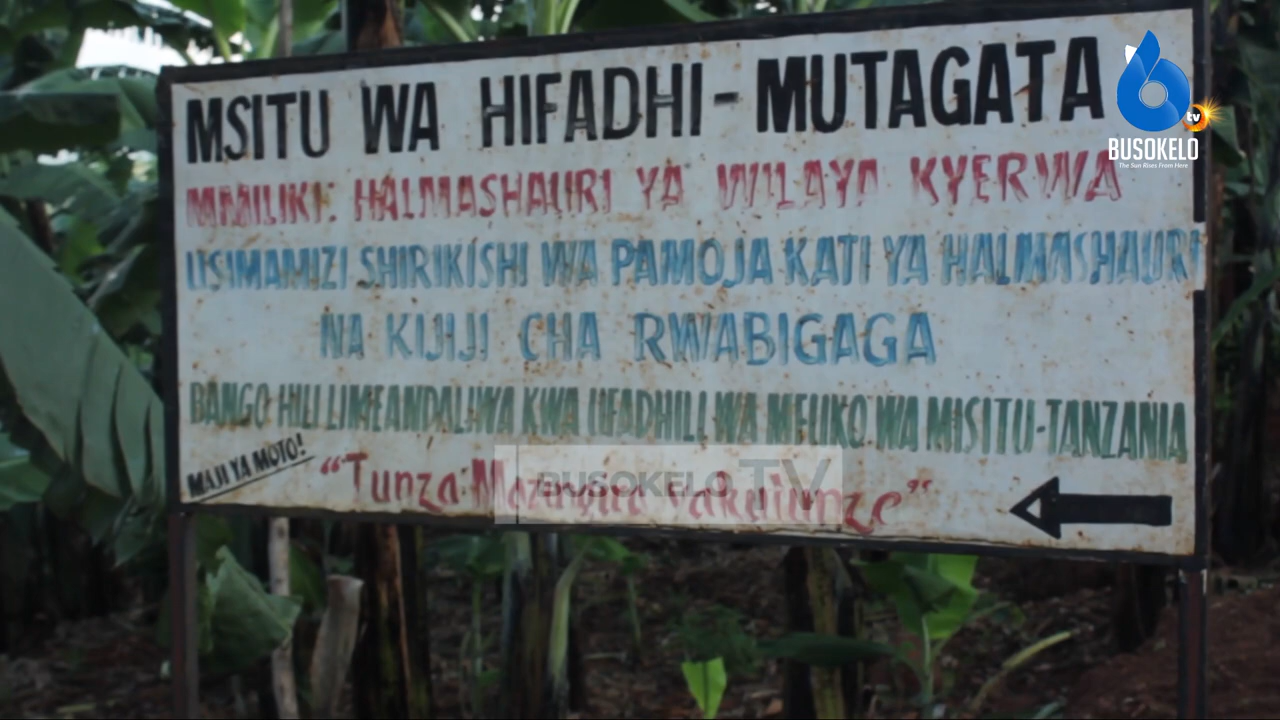 MSITU WA HIFADHI - MUTAGATA
MMILIKI: HALMASHAURI YA WILAYA KYERWA
USIMAMIZI SHIRIKISHI WA PAMOJA KATI YA HALMASHAURI
NA KIJIJI CHA RWABIGAGA
BANGO HILI LIMEANDALIWA KWA UFADHILI WA MFUKO WA MISITU-TANZANIA
MAJI YA MOTO!
"Tunza Mazingira yakutunze"
BUSOKELO TV
tv
BUSOKELO
The Sun Rises From Here